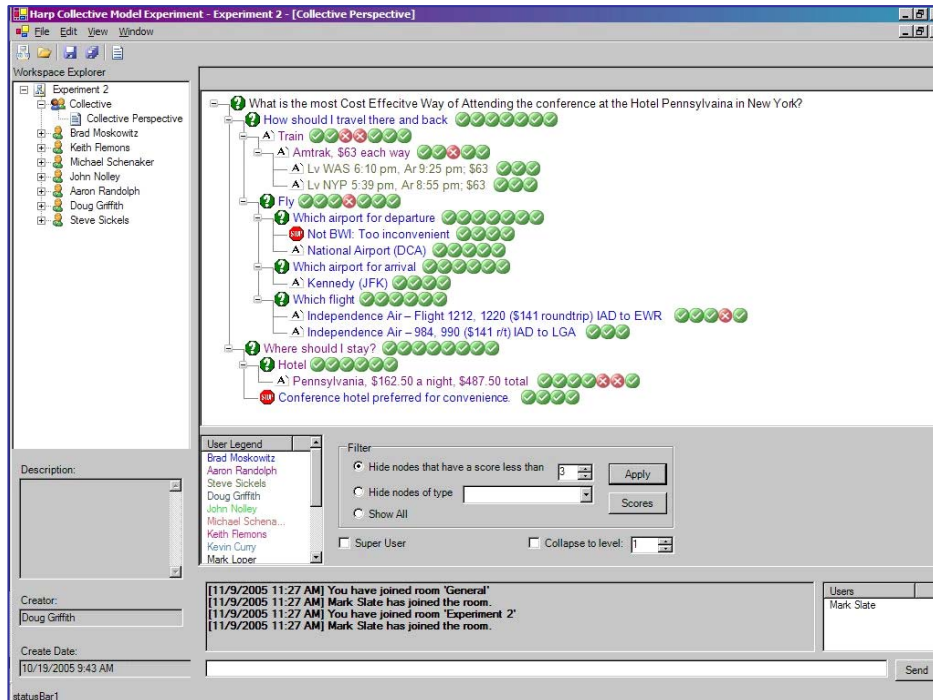 Harp Collective Model Experiment - Experiment 2 - [Collective Perspective]
File Edit View Window
Workspace Explorer
Experiment 2
Collective
Collective Perspective
Brad Moskowitz
Keith Flemons
Michael Schenaker
John Nolley
Aaron Randolph
Doug Griffith
Steve Sickels
What is the most Cost Effecitve Way of Attending the conference at the Hotel Pennsylvaina in New York?
How should I travel there and back
A Train
A Amtrak, $63 each way
A Lv WAS 6:10 pm, Ar 9:25 pm; $63
A Lv NYP 5:39 pm, Ar 8:55 pm; $63
Fly
Which airport for departure
STOP Not BWI: Too inconvenient
A National Airport (DCA)
Which airport for arrival
A Kennedy (JFK)
Which flight
A Independence Air – Flight 1212, 1220 ($141 roundtrip) IAD to EWR
A Independence Air – 984, 990 ($141 r/t) IAD to LGA
Where should I stay?
Hotel
A Pennsylvania, $162.50 a night, $487.50 total
STOP Conference hotel preferred for convenience.
User Legend
Brad Moskowitz
Aaron Randolph
Steve Sickels
Doug Griffith
John Nolley
Michael Schena...
Keith Flemons
Kevin Curry
Mark Loper
Filter
Hide nodes that have a score less than 3
Hide nodes of type
Show All
Apply
Scores
Super User
Collapse to level: 1
Description:
Creator:
Doug Griffith
Create Date:
10/19/2005 9:43 AM
[11/9/2005 11:27 AM] You have joined room 'General'
[11/9/2005 11:27 AM] Mark Slate has joined the room.
[11/9/2005 11:27 AM] You have joined room 'Experiment 2'
[11/9/2005 11:27 AM] Mark Slate has joined the room.
Users
Mark Slate
Send
statusBar1